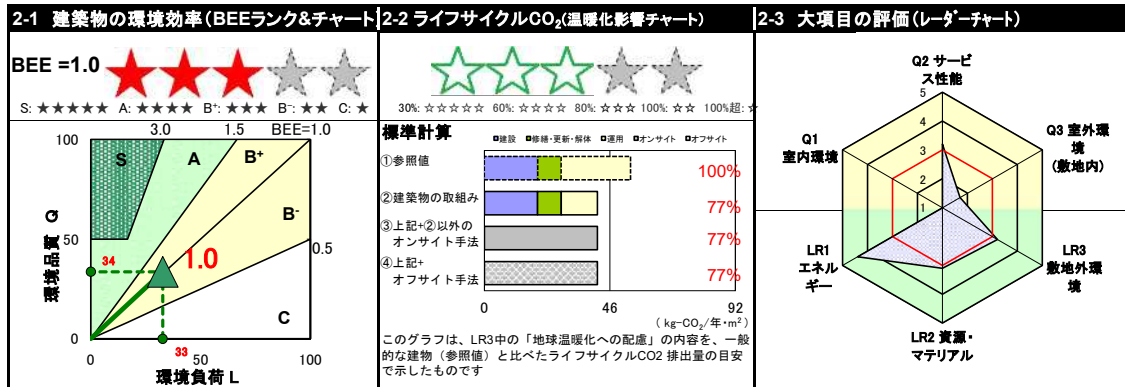 2-1 建築物の環境効率(BEEランク&チャート)
BEE =1.0
S: ★★★★★ A: ★★★★ B⁺: ★★★ B⁻: ★★ C: ★
3.0 1.5 BEE=1.0
100
S
A
B⁺
B⁻
50
0.5
34
1.0
環境品質 Q
C
0
33
0 50 100
環境負荷 L
2-2 ライフサイクルCO₂(温暖化影響チャート)
30%: ☆☆☆☆☆ 60%: ☆☆☆☆ 80%: ☆☆☆ 100%: ☆☆ 100%超: ☆
標準計算
■建設 ■修繕・更新・解体 ■運用 ■オンサイト ■オフサイト
①参照値
100%
②建築物の取組み
77%
③上記+②以外の
オンサイト手法
77%
④上記+
オフサイト手法
77%
0 46 92
( kg-CO₂/年・m² )
このグラフは、LR3中の「地球温暖化への配慮」の内容を、一般
的な建物(参照値)と比べたライフサイクルCO2 排出量の目安
で示したものです
2-3 大項目の評価(レーダーチャート)
Q2 サービ
ス性能
5
4
3
2
1
Q1
室内環境
Q3 室外環
境
(敷地内)
LR1
エネル
ギー
LR3
敷地外環
境
LR2 資源・
マテリアル